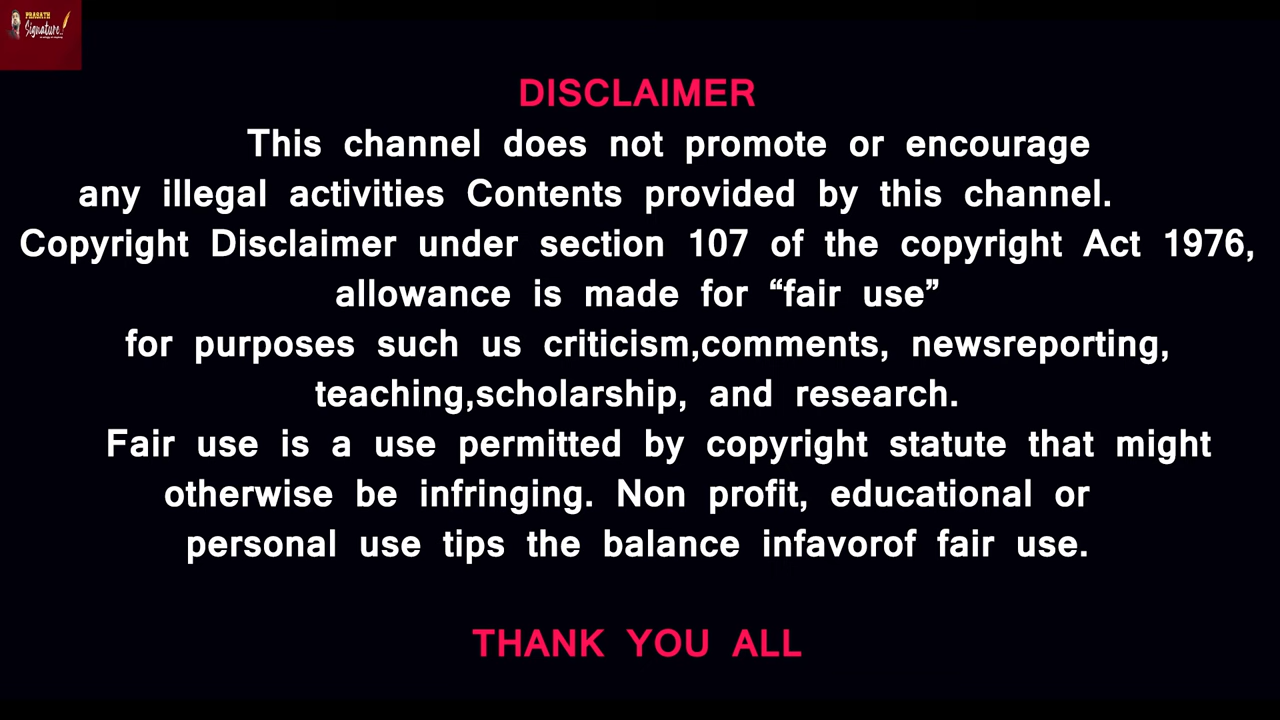 PRASATH
Signature..!
DISCLAIMER
This channel does not promote or encourage
any illegal activities Contents provided by this channel.
Copyright Disclaimer under section 107 of the copyright Act 1976,
allowance is made for “fair use”
for purposes such us criticism,comments, newsreporting,
teaching,scholarship, and research.
Fair use is a use permitted by copyright statute that might
otherwise be infringing. Non profit, educational or
personal use tips the balance infavorof fair use.
THANK YOU ALL